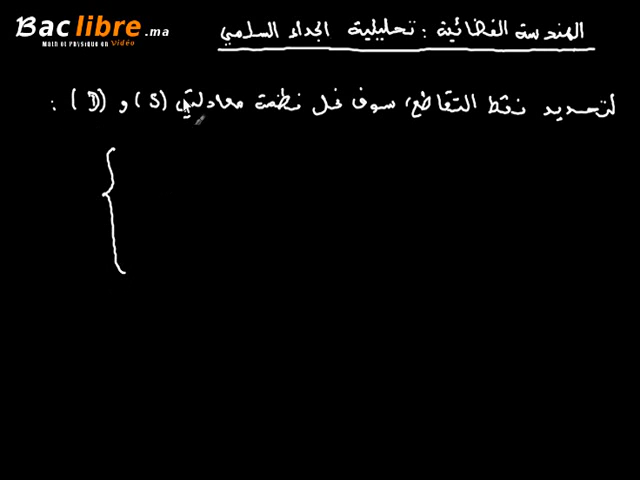 Bac libre.ma
Math et Physique en Vidéo
الهندسة الفضائية : تحليلية الجداء السلمي
لتحديد نقط التقاطع، سوف نحل نظمة معادلتي (S) و (D) :